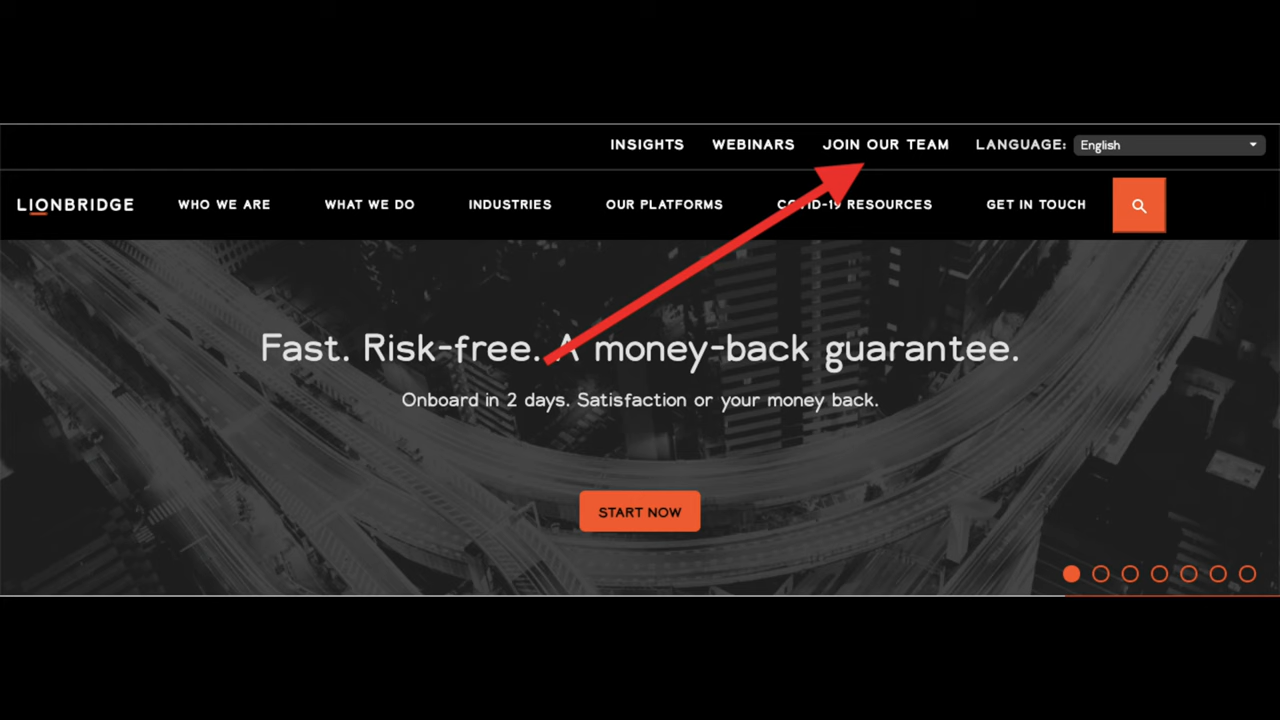 INSIGHTS WEBINARS JOIN OUR TEAM LANGUAGE: English
LIONBRIDGE WHO WE ARE WHAT WE DO INDUSTRIES OUR PLATFORMS COVID-19 RESOURCES GET IN TOUCH
Fast. Risk-free. A money-back guarantee.
Onboard in 2 days. Satisfaction or your money back.
START NOW